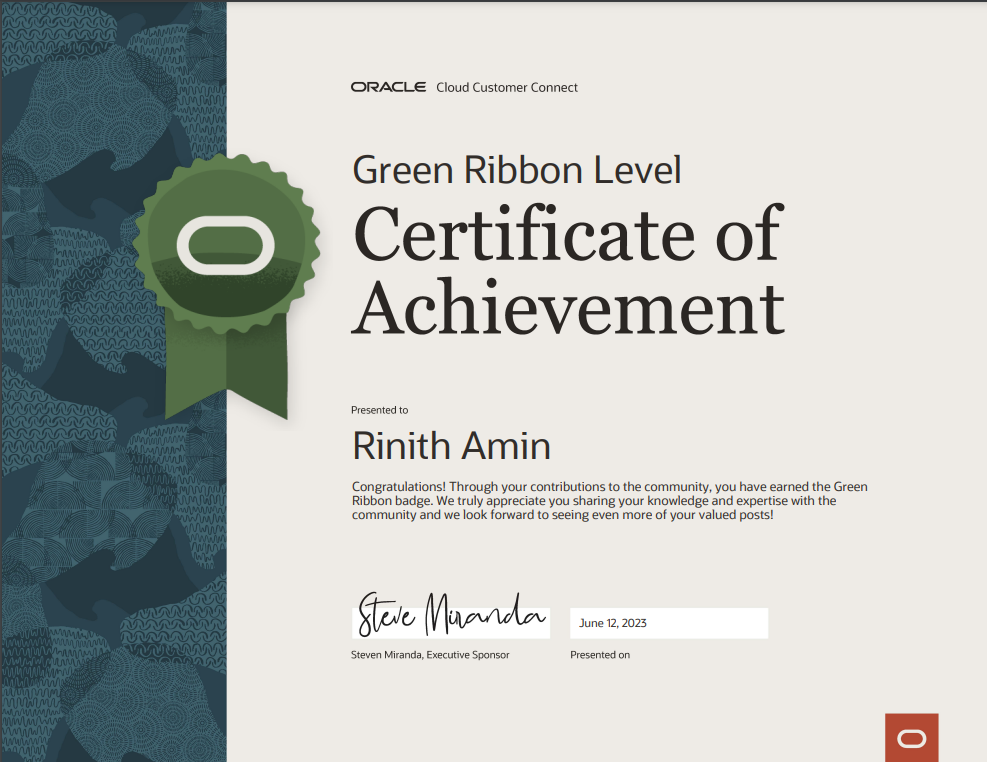 ORACLE Cloud Customer Connect
Green Ribbon Level
Certificate of
Achievement
Presented to
Rinith Amin
Congratulations! Through your contributions to the community, you have earned the Green
Ribbon badge. We truly appreciate you sharing your knowledge and expertise with the
community and we look forward to seeing even more of your valued posts!
Steve Miranda
June 12, 2023
Steven Miranda, Executive Sponsor
Presented on